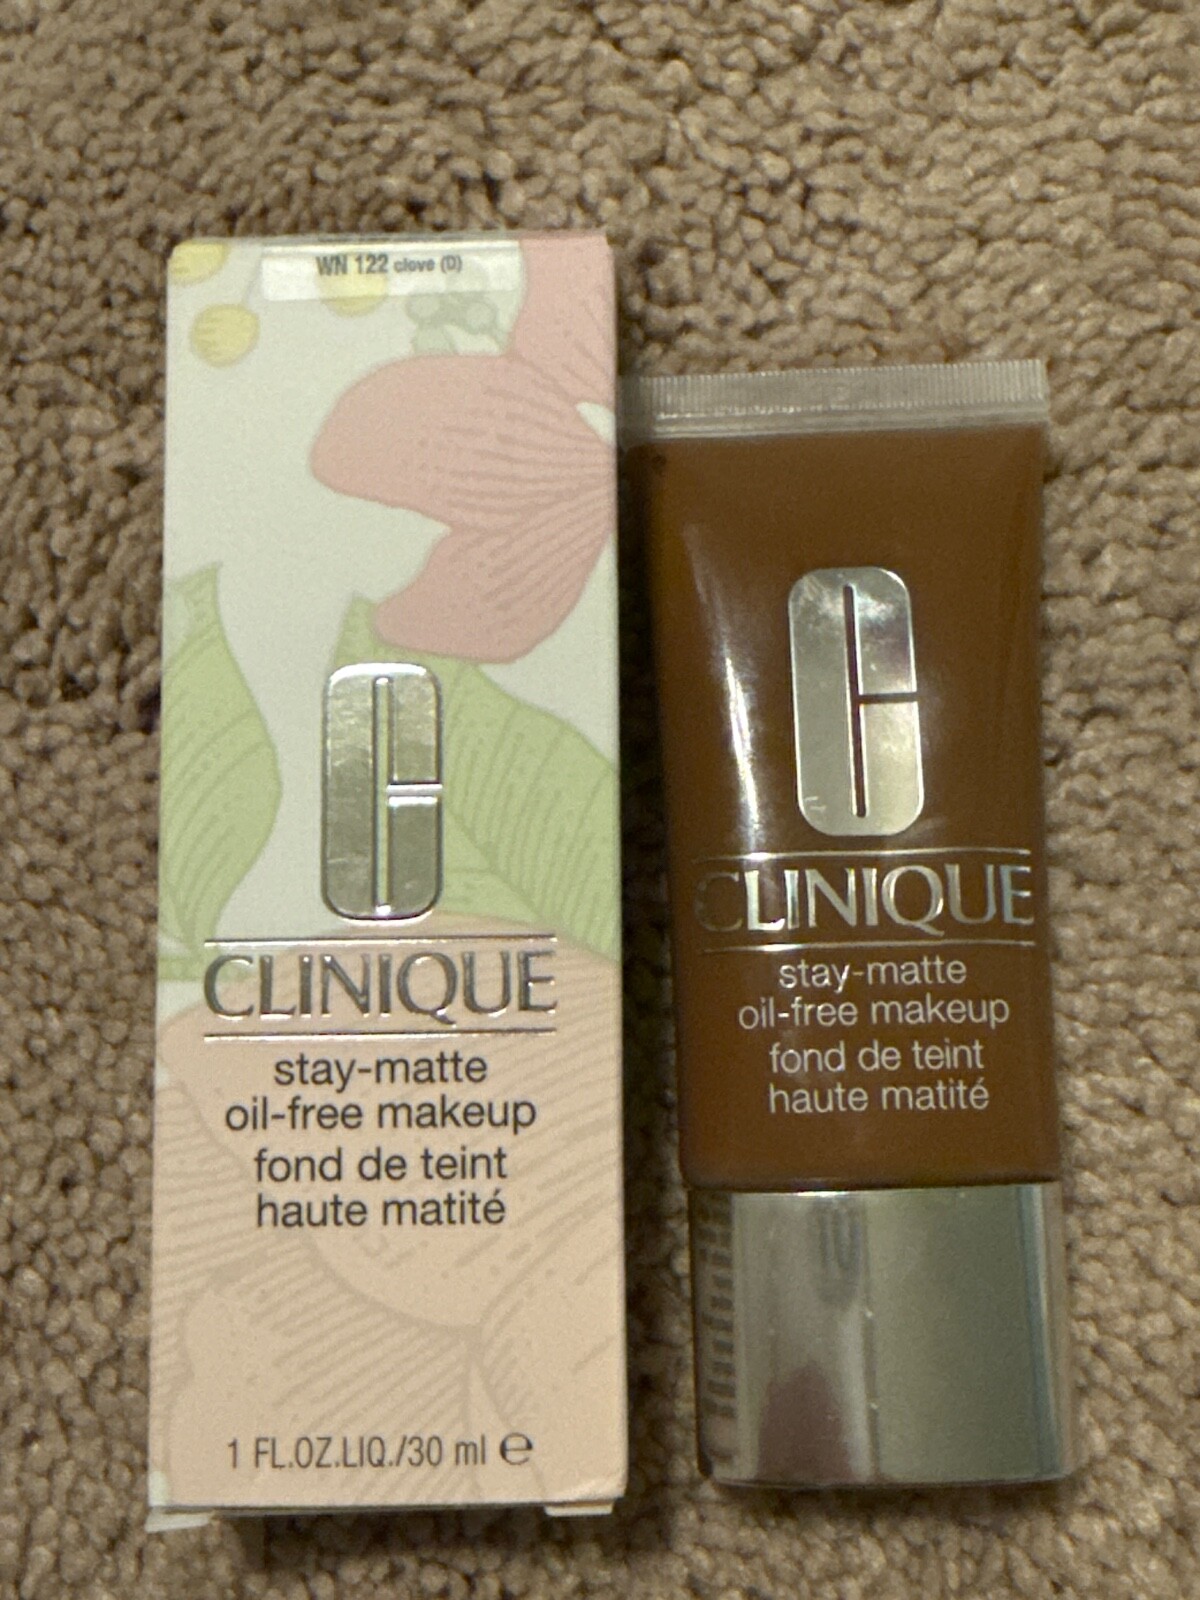 WN 122 clove (D)
CLINIQUE
stay-matte
oil-free makeup
fond de teint
haute matité
1 FL.OZ.LIQ./30 ml e
CLINIQUE
stay-matte
oil-free makeup
fond de teint
haute matité